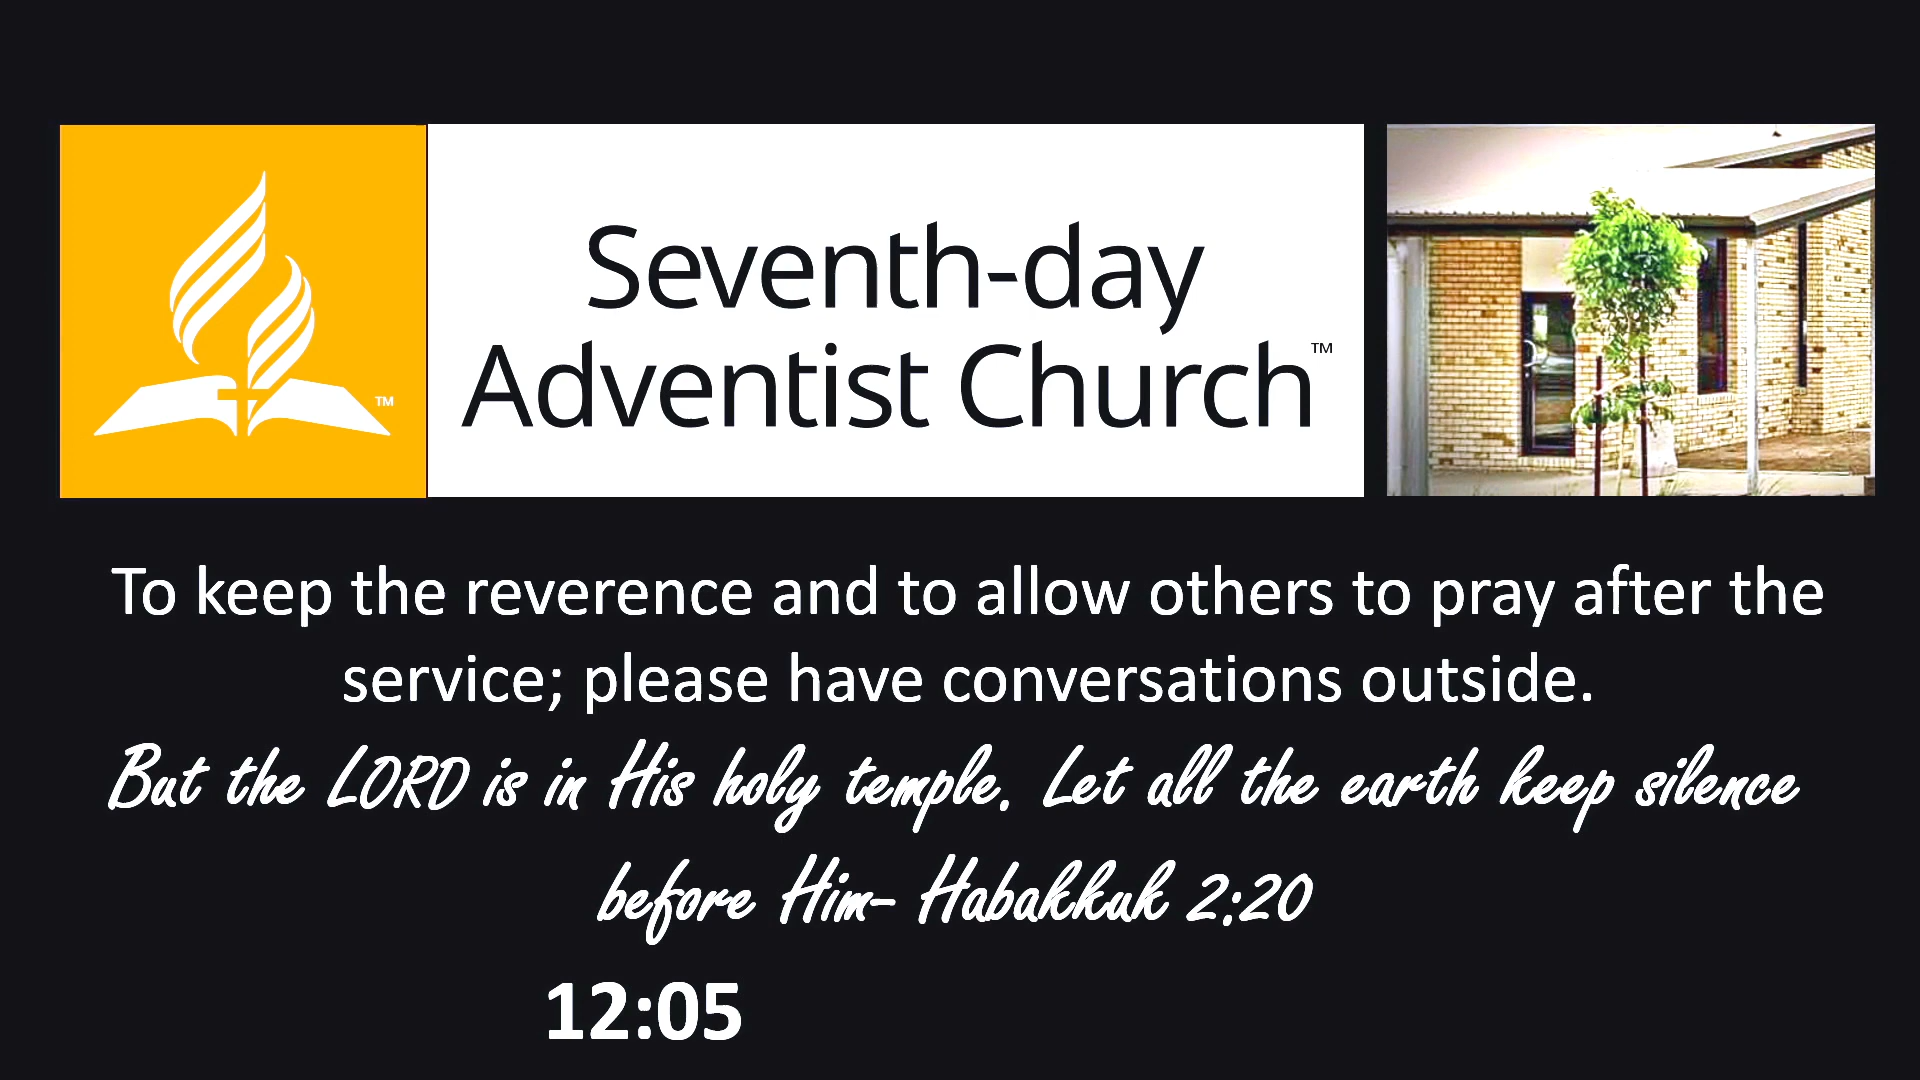 Seventh-day
Adventist Church™
™
To keep the reverence and to allow others to pray after the
service; please have conversations outside.
But the LORD is in His holy temple. Let all the earth keep silence
before Him- Habakkuk 2:20
12:05